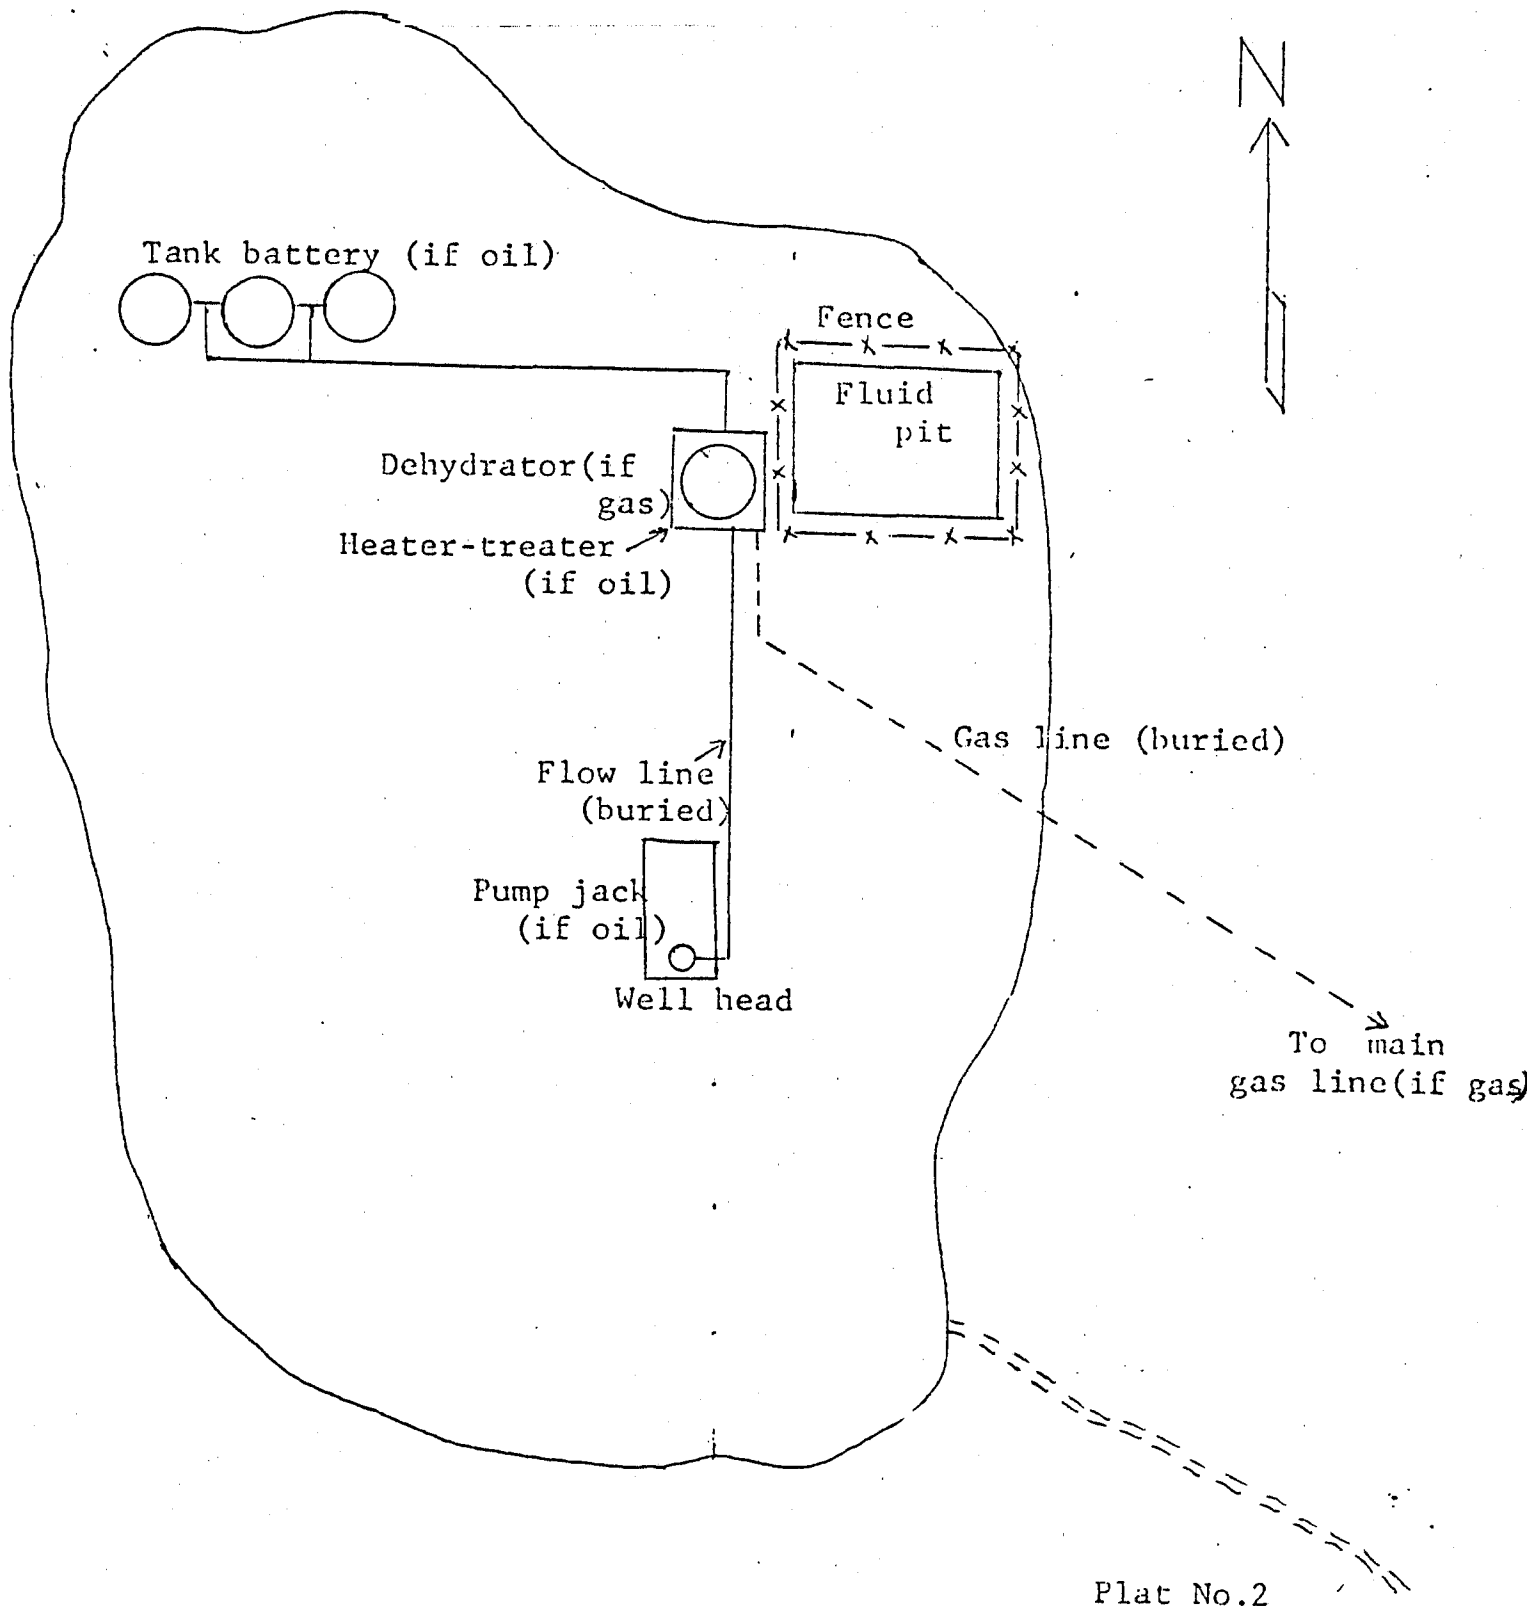 N
Tank battery (if oil)
Fence
Fluid
pit
Dehydrator(if
gas)
Heater-treater
(if oil)
Gas line (buried)
Flow line
(buried)
Pump jack
(if oil)
Well head
To main
gas line(if gas)
Plat No.2